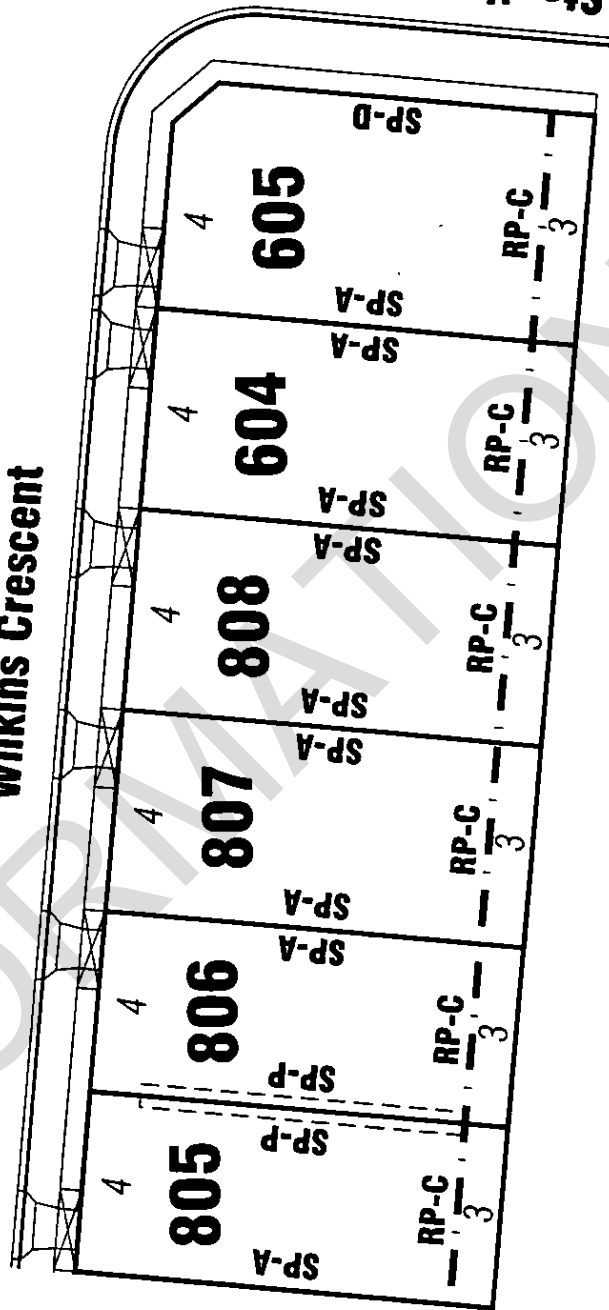 Wilkins Crescent
SP-D
4
605
RP-C
3
SP-A
SP-A
4
604
RP-C
3
SP-A
SP-A
4
808
RP-C
3
SP-A
SP-A
4
807
RP-C
3
SP-A
SP-A
4
806
RP-C
3
SP-P
SP-P
4
805
RP-C
3
SP-A
ORMATION